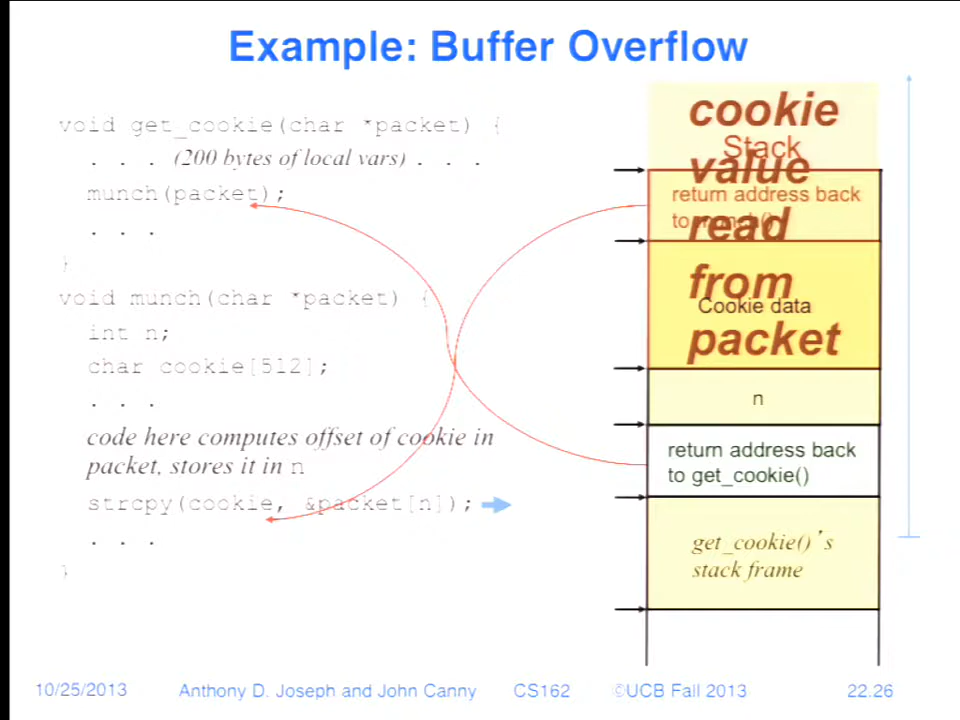 Example: Buffer Overflow
void get_cookie(char *packet) {
. . . (200 bytes of local vars) . . .
munch(packet);
. . .
}
void munch(char *packet) {
int n;
char cookie[512];
. . .
code here computes offset of cookie in
packet, stores it in n
strcpy(cookie, &packet[n]);
. . .
}
cookie
Stack
value
return address back
to munch()
read
from
Cookie data
packet
n
return address back
to get_cookie()
get_cookie()'s
stack frame
10/25/2013 Anthony D. Joseph and John Canny CS162 ©UCB Fall 2013 22.26